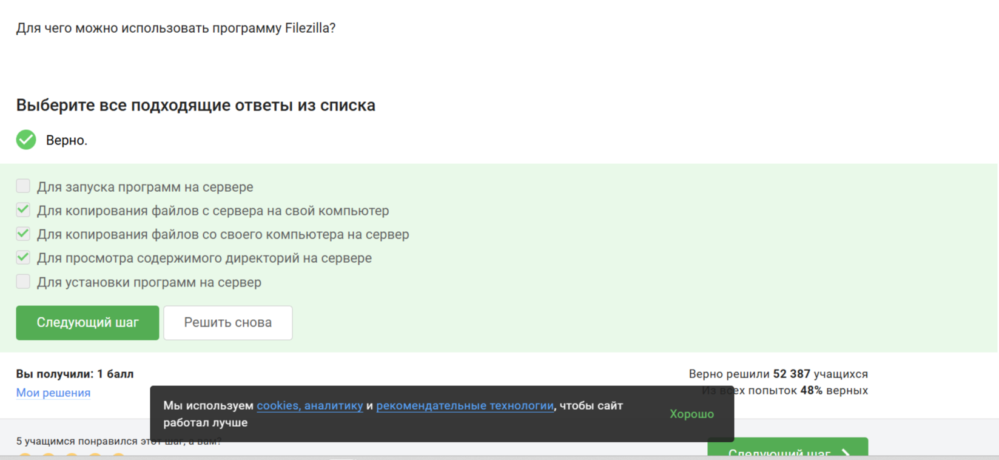 Для чего можно использовать программу Filezilla?
Выберите все подходящие ответы из списка
Верно.
Для запуска программ на сервере
Для копирования файлов с сервера на свой компьютер
Для копирования файлов со своего компьютера на сервер
Для просмотра содержимого директорий на сервере
Для установки программ на сервер
Следующий шаг
Решить снова
Вы получили: 1 балл
Мои решения
Верно решили 52 387 учащихся
Из всех попыток 48% верных
Мы используем cookies, аналитику и рекомендательные технологии, чтобы сайт
работал лучше
Хорошо
5 учащимся понравился этот шаг, а вам?
Следующий шаг